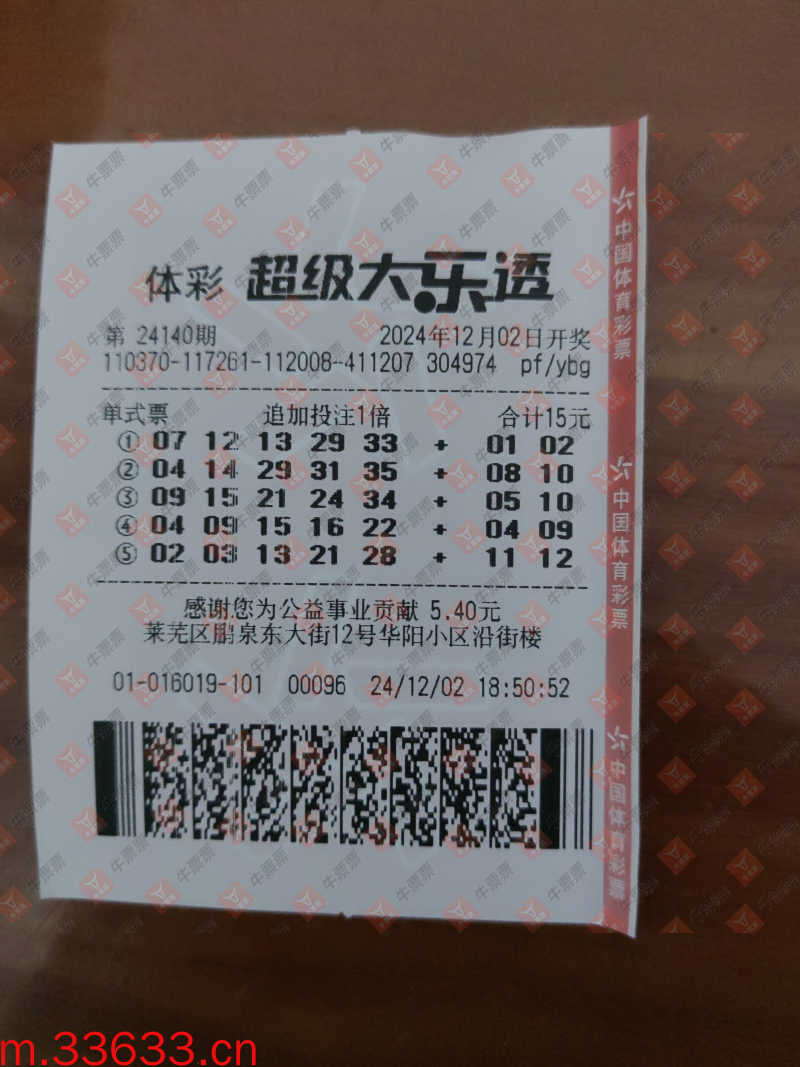 体彩 超级大乐透
第 24140期 2024年12月02日开奖
110370-117261-112008-411207 304974 pf/ybg
单式票 追加投注1倍 合计15元
① 07 12 13 29 33 + 01 02
② 04 14 29 31 35 + 08 10
③ 09 15 21 24 34 + 05 10
④ 04 09 15 16 22 + 04 09
⑤ 02 03 13 21 28 + 11 12
感谢您为公益事业贡献 5.40元
莱芜区鹏泉东大街12号华阳小区沿街楼
01-016019-101 00096 24/12/02 18:50:52
中国体育彩票
中国体育彩票
中国体育彩票
牛票票
m.33633.cn